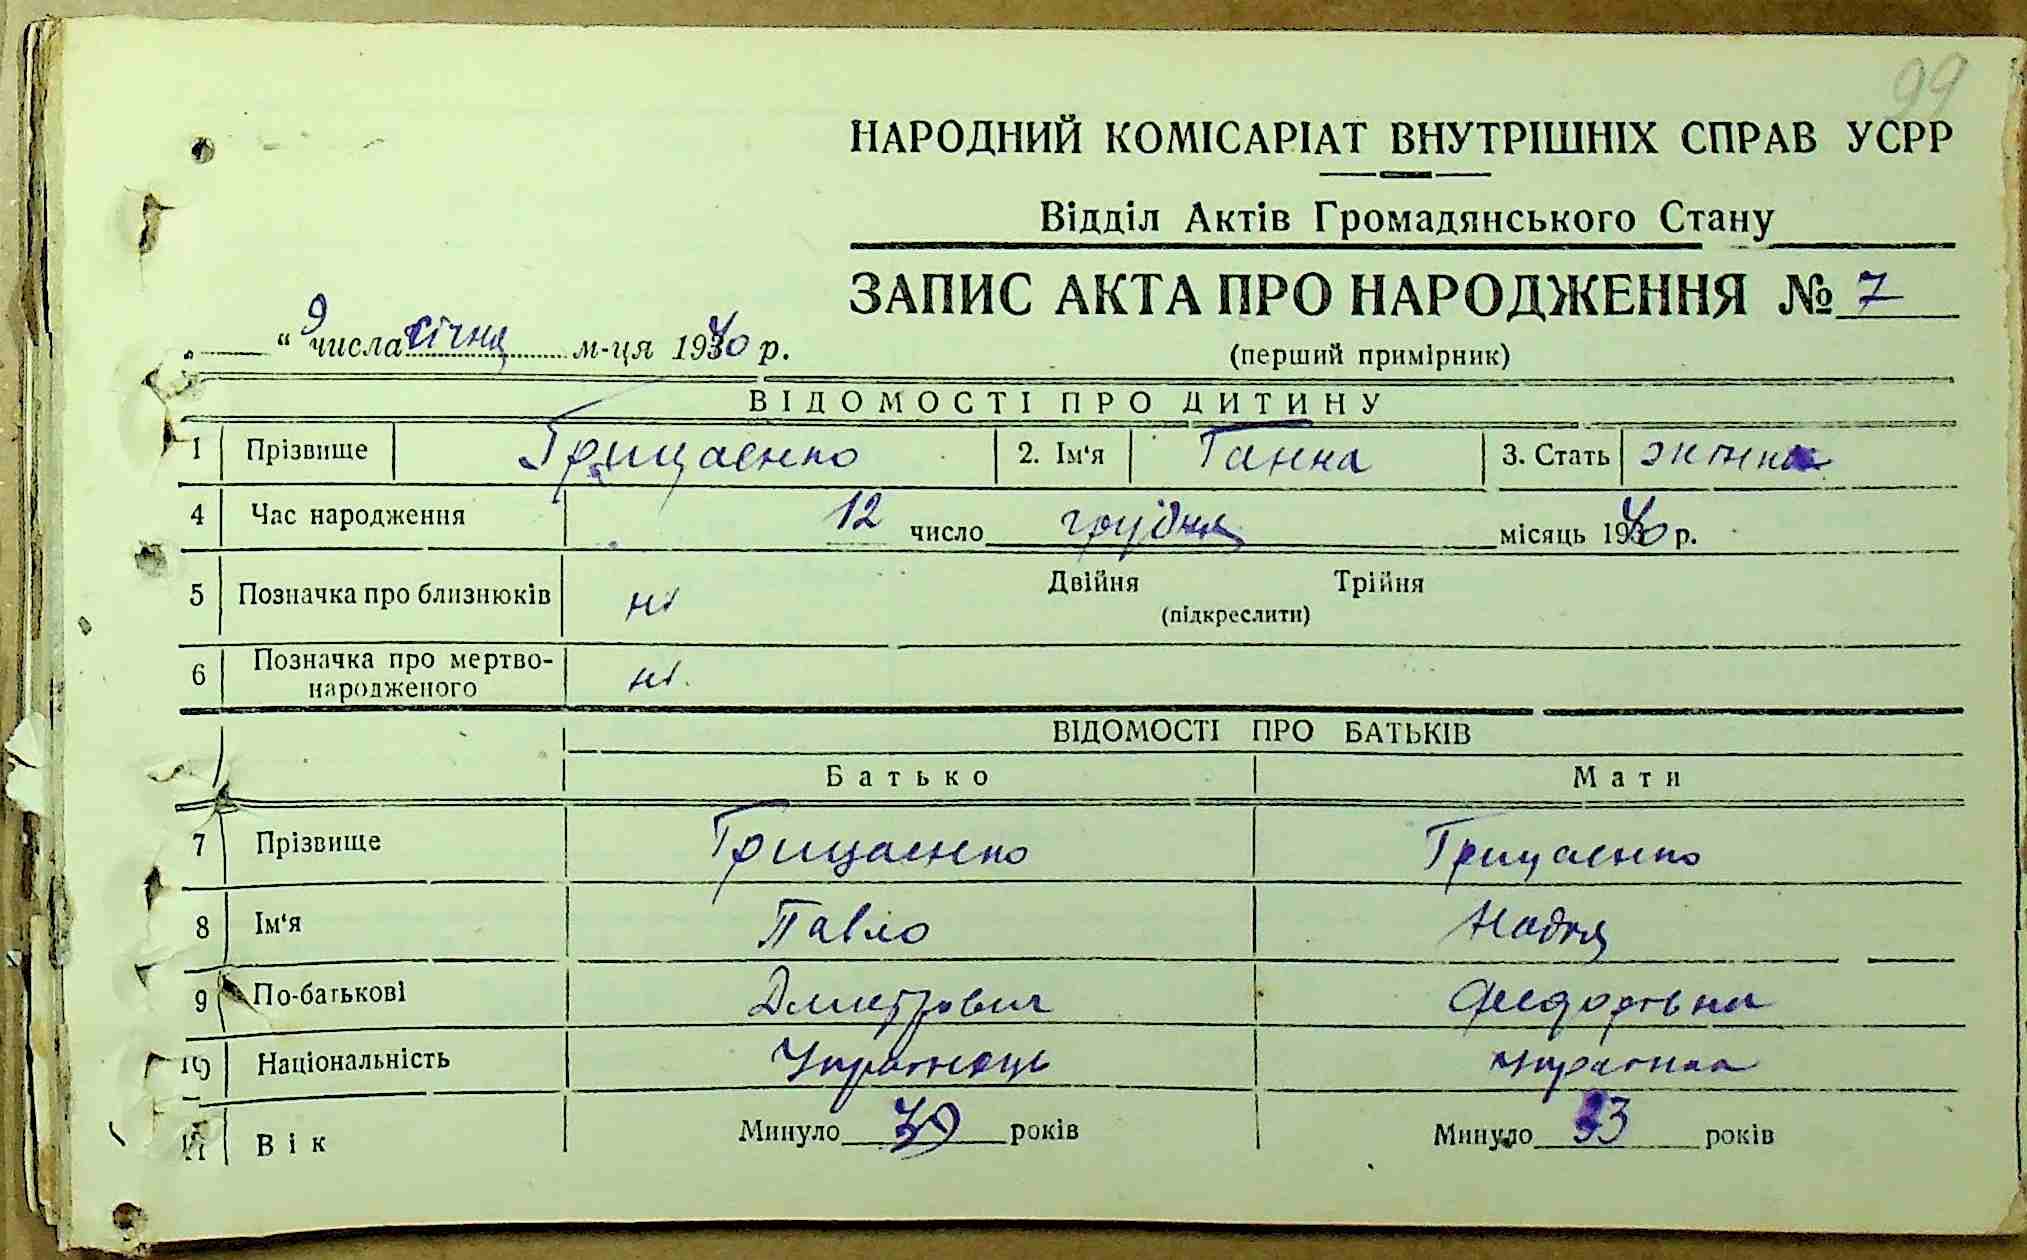 99
НАРОДНИЙ КОМІСАРІАТ ВНУТРІШНІХ СПРАВ УСРР
Відділ Актів Громадянського Стану
ЗАПИС АКТА ПРО НАРОДЖЕННЯ № 7
„ “ 9 числа січня м-ця 1940 р.
(перший примірник)
ВІДОМОСТІ ПРО ДИТИНУ
1 Прізвище Грицаєнко 2. Ім'я Ганна 3. Стать
4 Час народження 12 число грудня місяць 1940 р.
5 Позначка про близнюків ні Двійня Трійня
(підкреслити)
6 Позначка про мертво-
народженого ні.
ВІДОМОСТІ ПРО БАТЬКІВ
Батько Мати
7 Прізвище Грицаєнко Грицаєнко
8 Ім'я Павло Надія
9 По-батькові Дмитрович Федоровна
10 Національність Українець Українка
11 Вік Минуло років Минуло 33 років